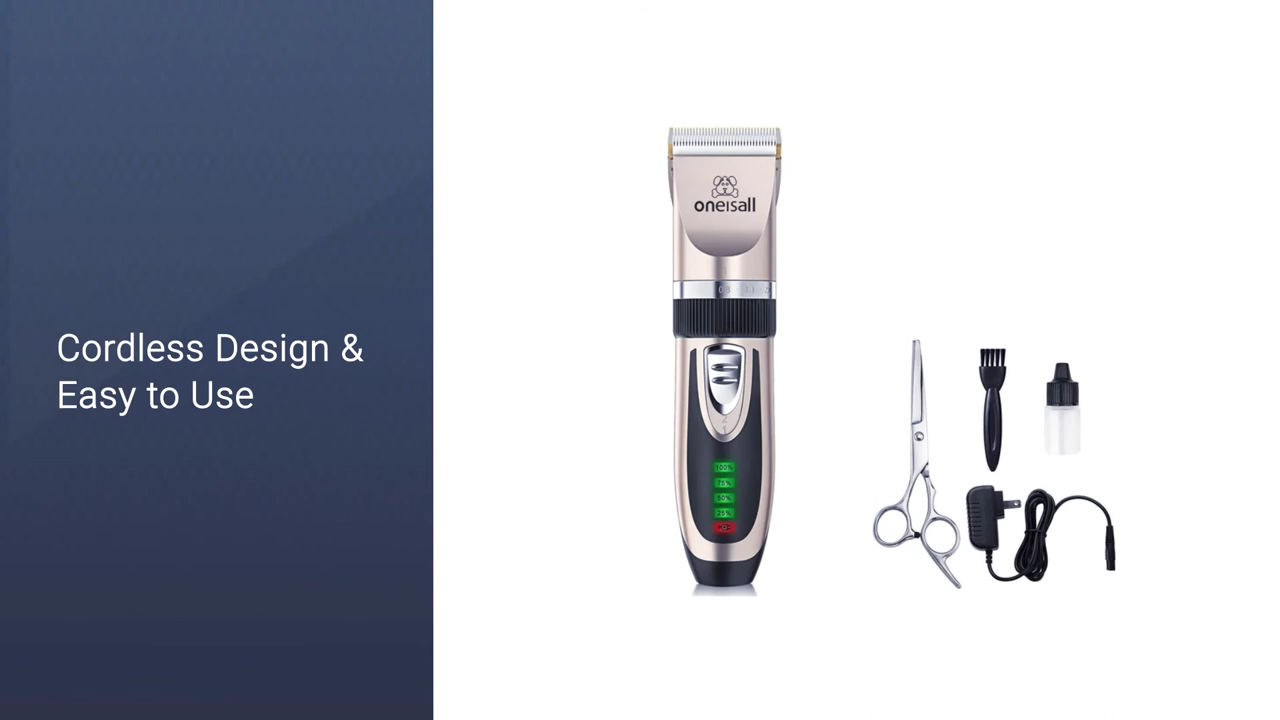 Cordless Design &
Easy to Use
oneisall
100%
75%
50%
25%